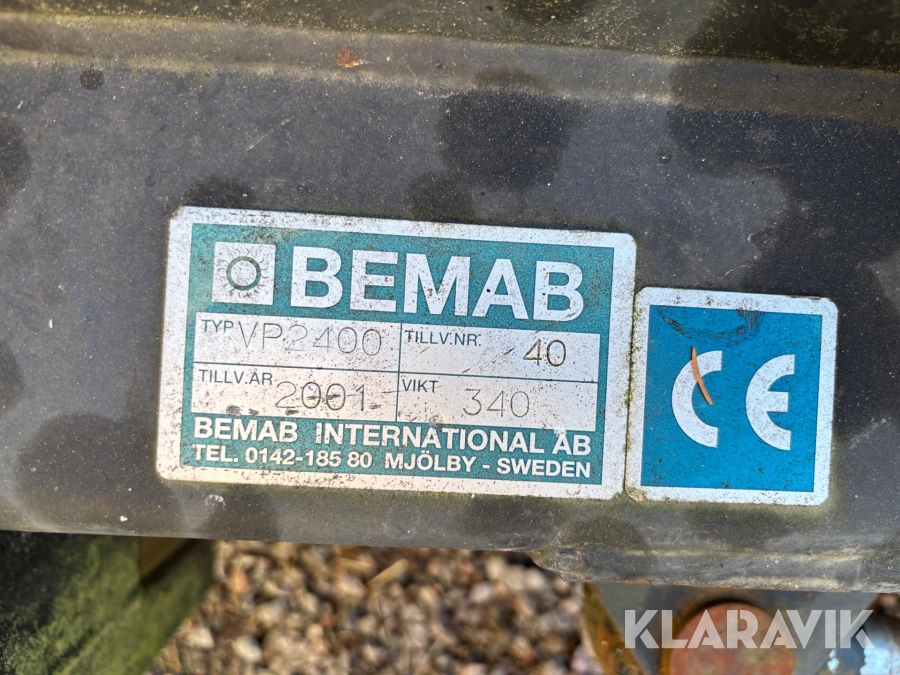 BEMAB
TYP VP2400 TILLV.NR. 40
TILLV.ÅR 2001 VIKT 340
BEMAB INTERNATIONAL AB
TEL. 0142-185 80 MJÖLBY - SWEDEN
CE
KLARAVIK